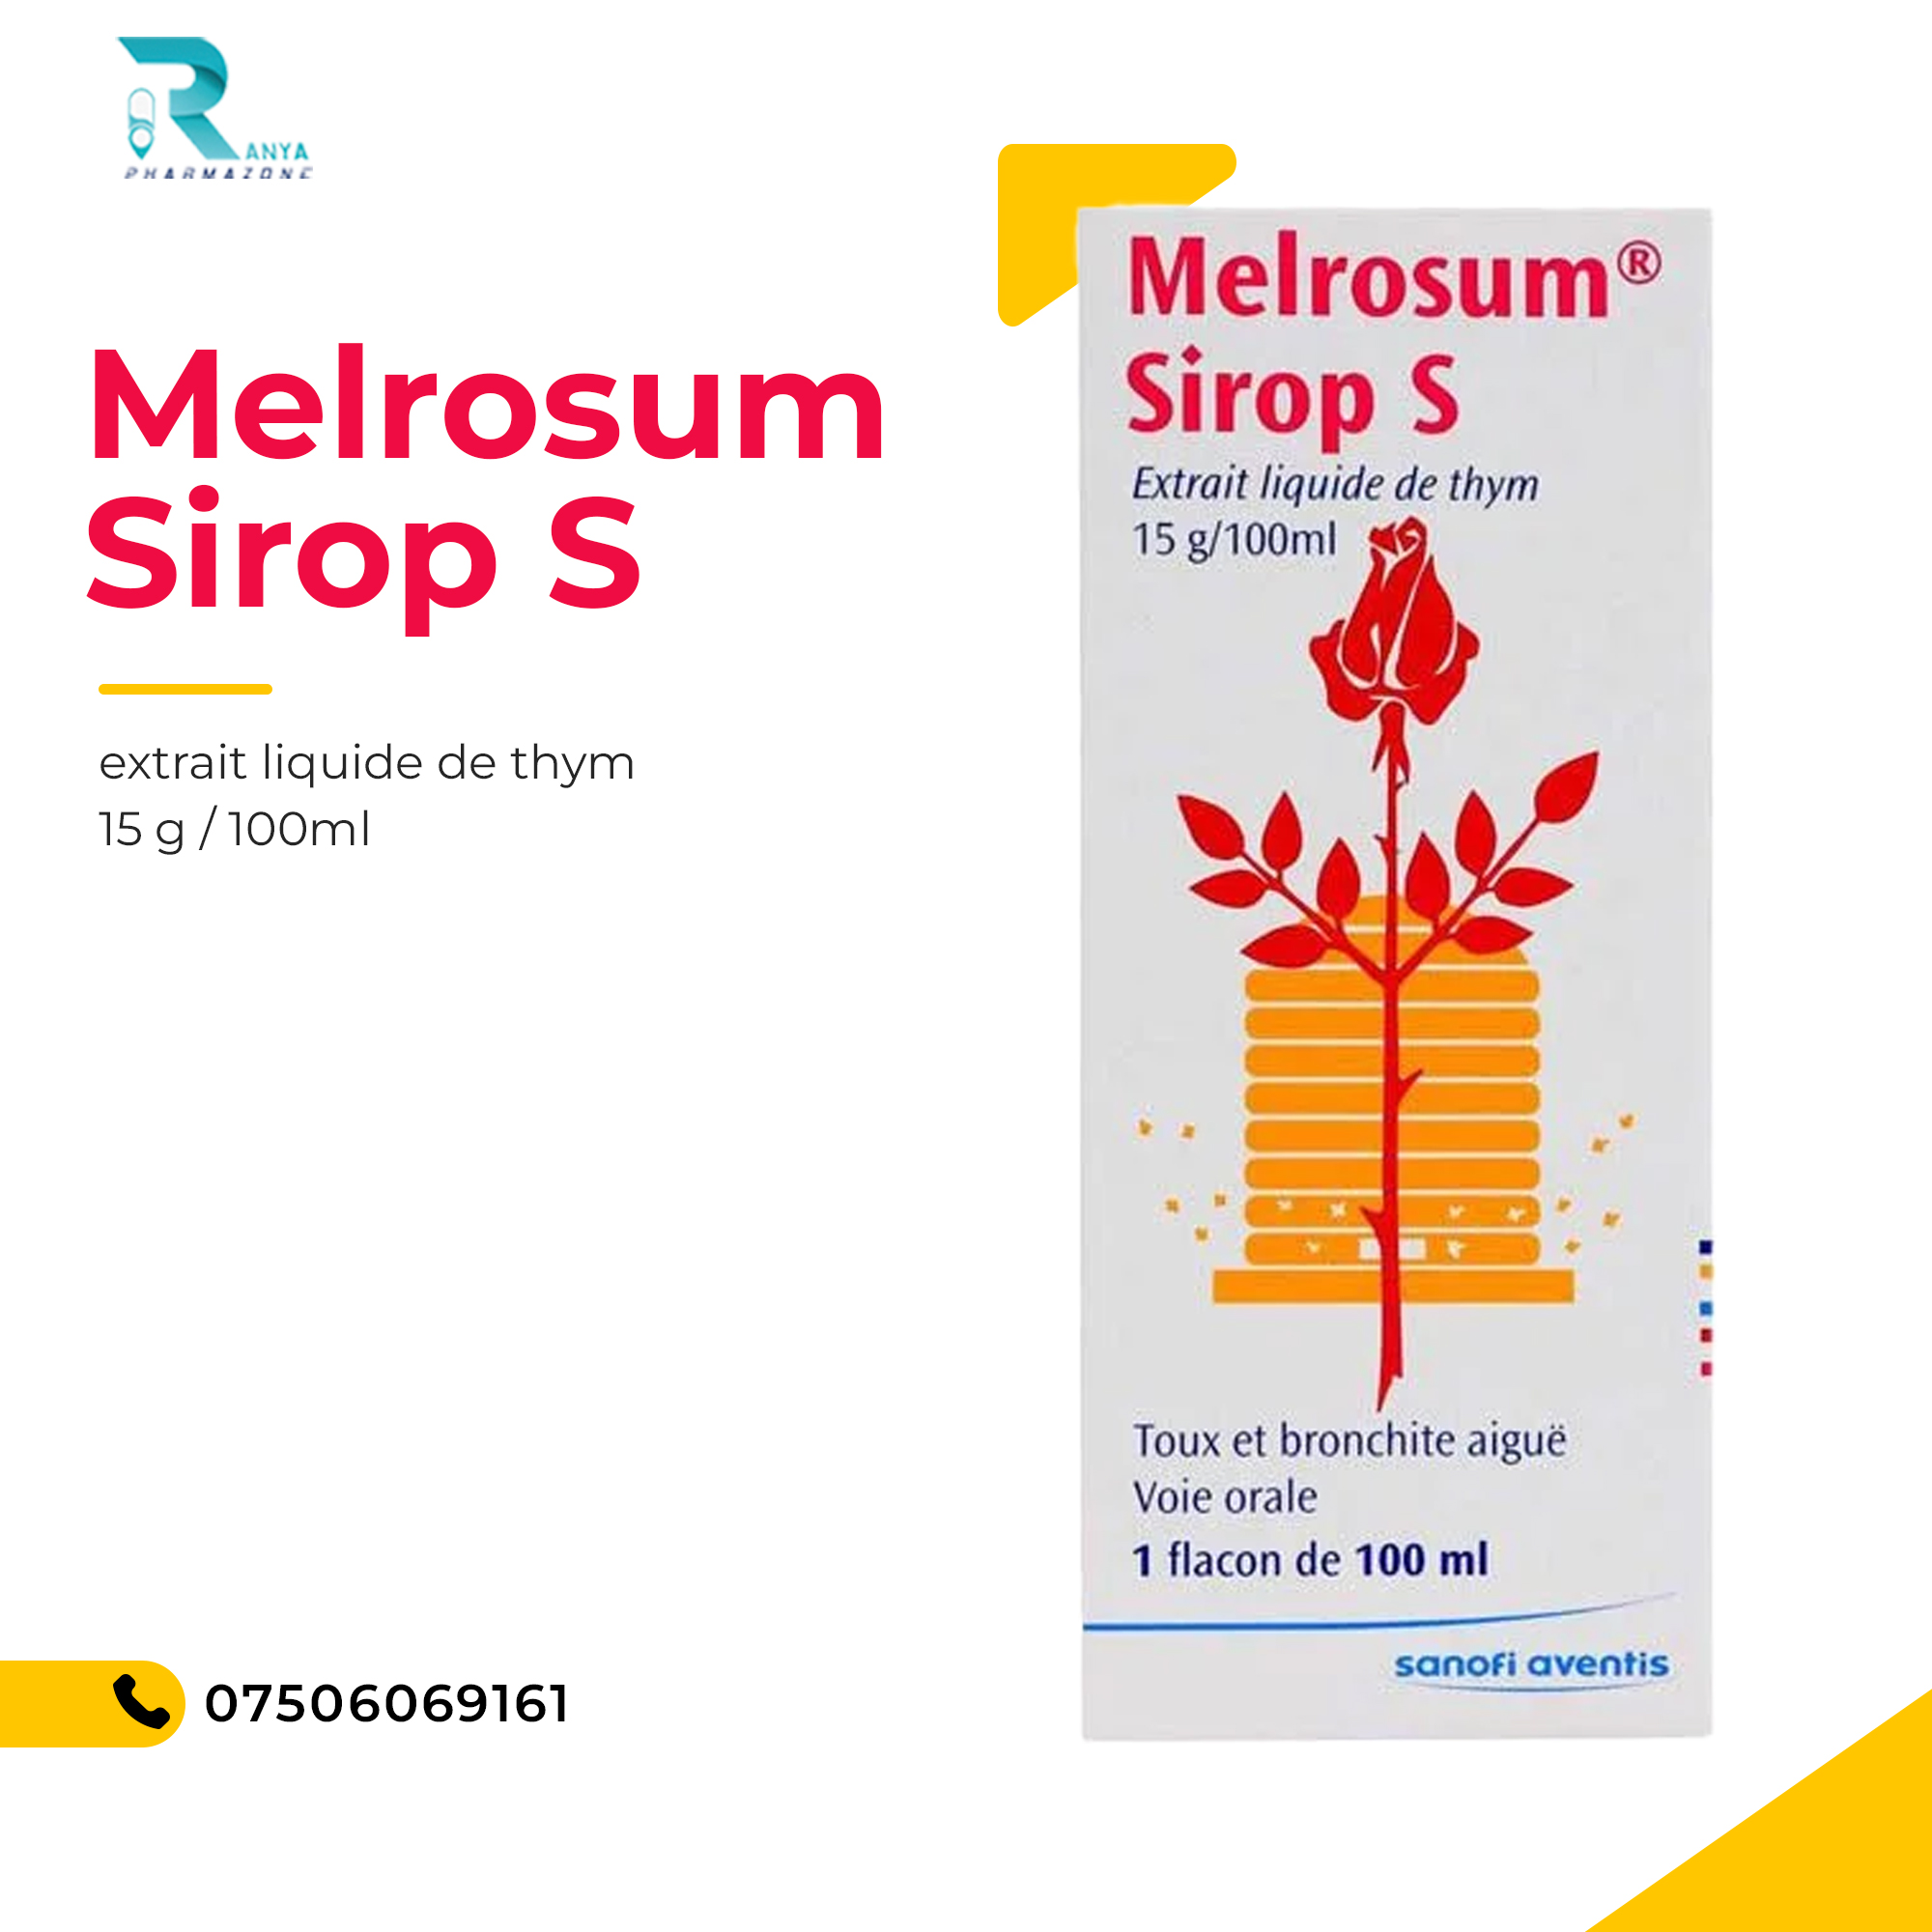 RANYA
PHARMAZONE
Melrosum
Sirop S
extrait liquide de thym
15 g / 100ml
07506069161
Melrosum®
Sirop S
Extrait liquide de thym
15 g/100ml
Toux et bronchite aiguë
Voie orale
1 flacon de 100 ml
sanofi aventis